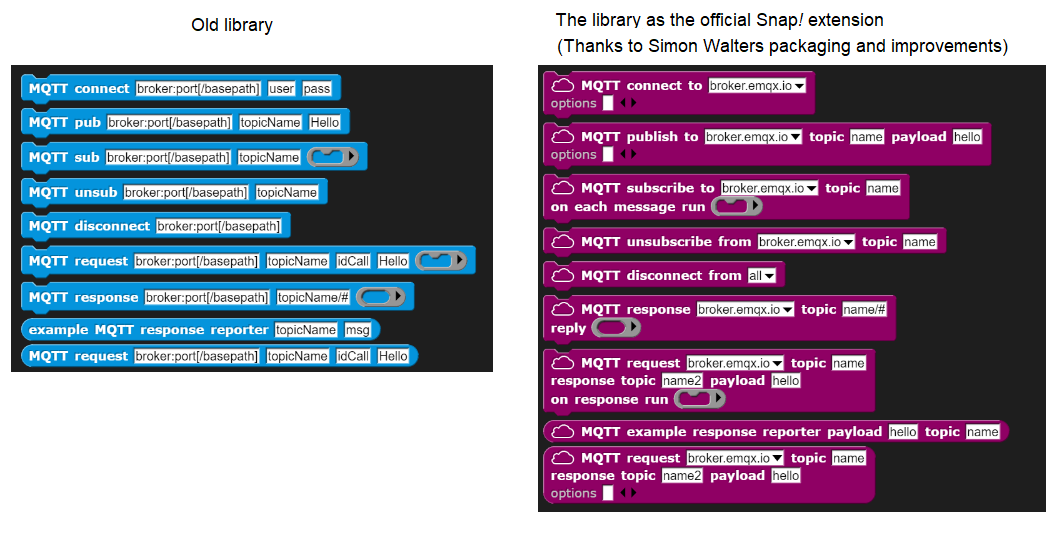 Old library
MQTT connect broker:port[/basepath] user pass
MQTT pub broker:port[/basepath] topicName Hello
MQTT sub broker:port[/basepath] topicName
MQTT unsub broker:port[/basepath] topicName
MQTT disconnect broker:port[/basepath]
MQTT request broker:port[/basepath] topicName idCall Hello
MQTT response broker:port[/basepath] topicName/#
example MQTT response reporter topicName msg
MQTT request broker:port[/basepath] topicName idCall Hello
The library as the official Snap! extension
(Thanks to Simon Walters packaging and improvements)
MQTT connect to broker.emqx.io
options
MQTT publish to broker.emqx.io topic name payload hello
options
MQTT subscribe to broker.emqx.io topic name
on each message run
MQTT unsubscribe from broker.emqx.io topic name
MQTT disconnect from all
MQTT response broker.emqx.io topic name/#
reply
MQTT request broker.emqx.io topic name
response topic name2 payload hello
on response run
MQTT example response reporter payload hello topic name
MQTT request broker.emqx.io topic name
response topic name2 payload hello
options